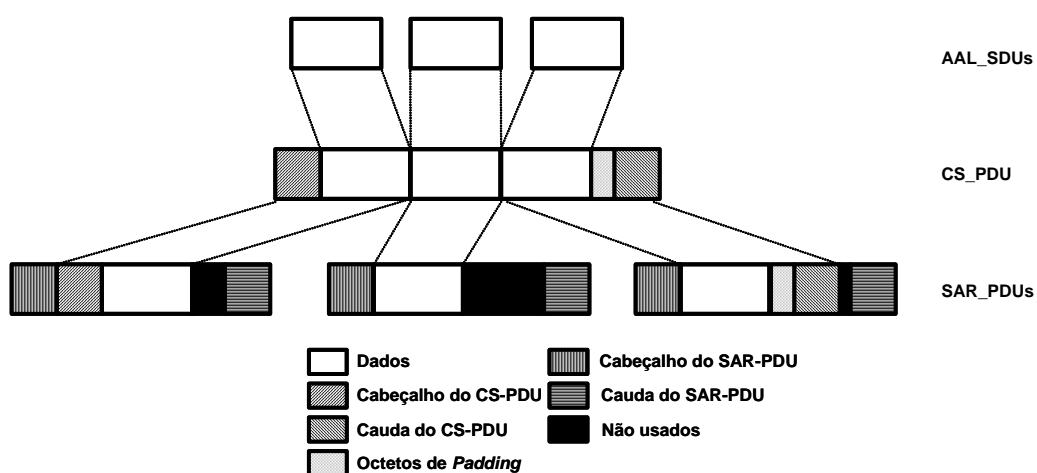 AAL_SDUs
CS_PDU
SAR_PDUs
Dados
Cabeçalho do SAR-PDU
Cabeçalho do CS-PDU
Cauda do SAR-PDU
Cauda do CS-PDU
Não usados
Octetos de Padding